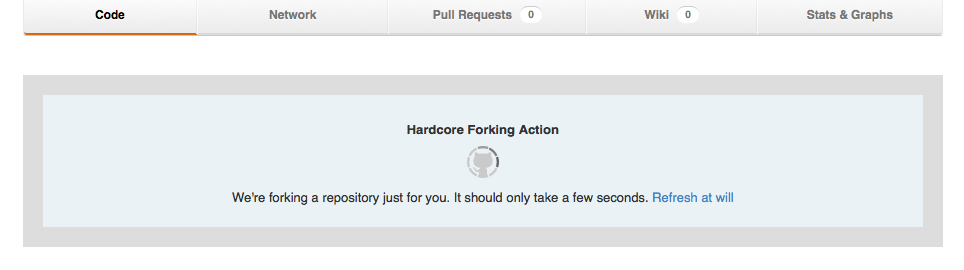 Code Network Pull Requests 0 Wiki 0 Stats & Graphs
Hardcore Forking Action
We're forking a repository just for you. It should only take a few seconds. Refresh at will